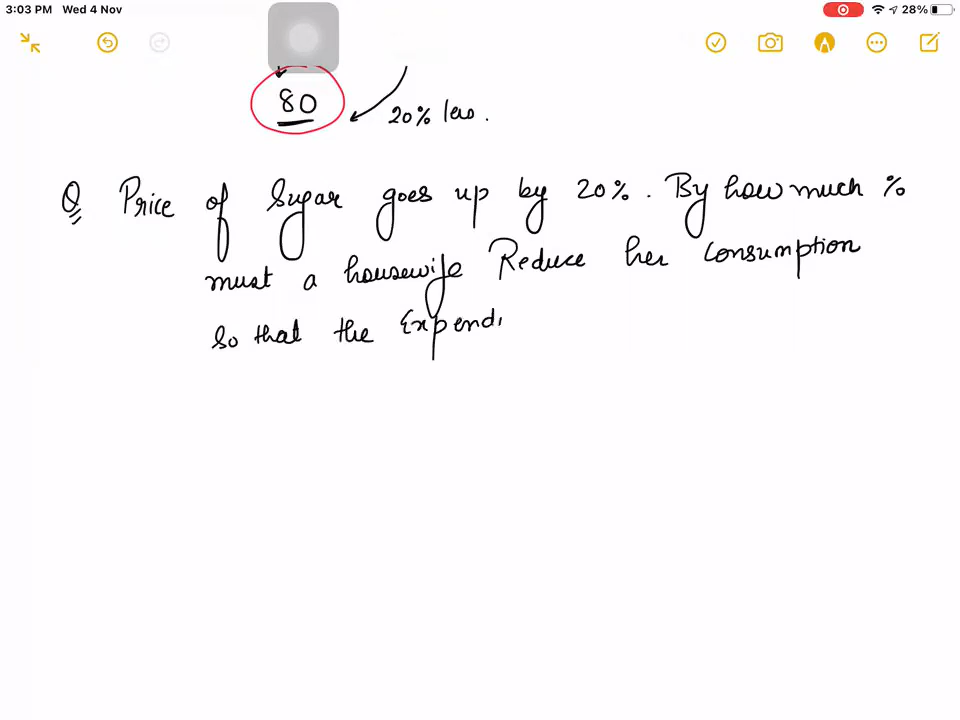 3:03 PM Wed 4 Nov 28%
80
20% less.
Q Price of Sugar goes up by 20%. By how much %
must a housewife Reduce her consumption
so that the Expendi